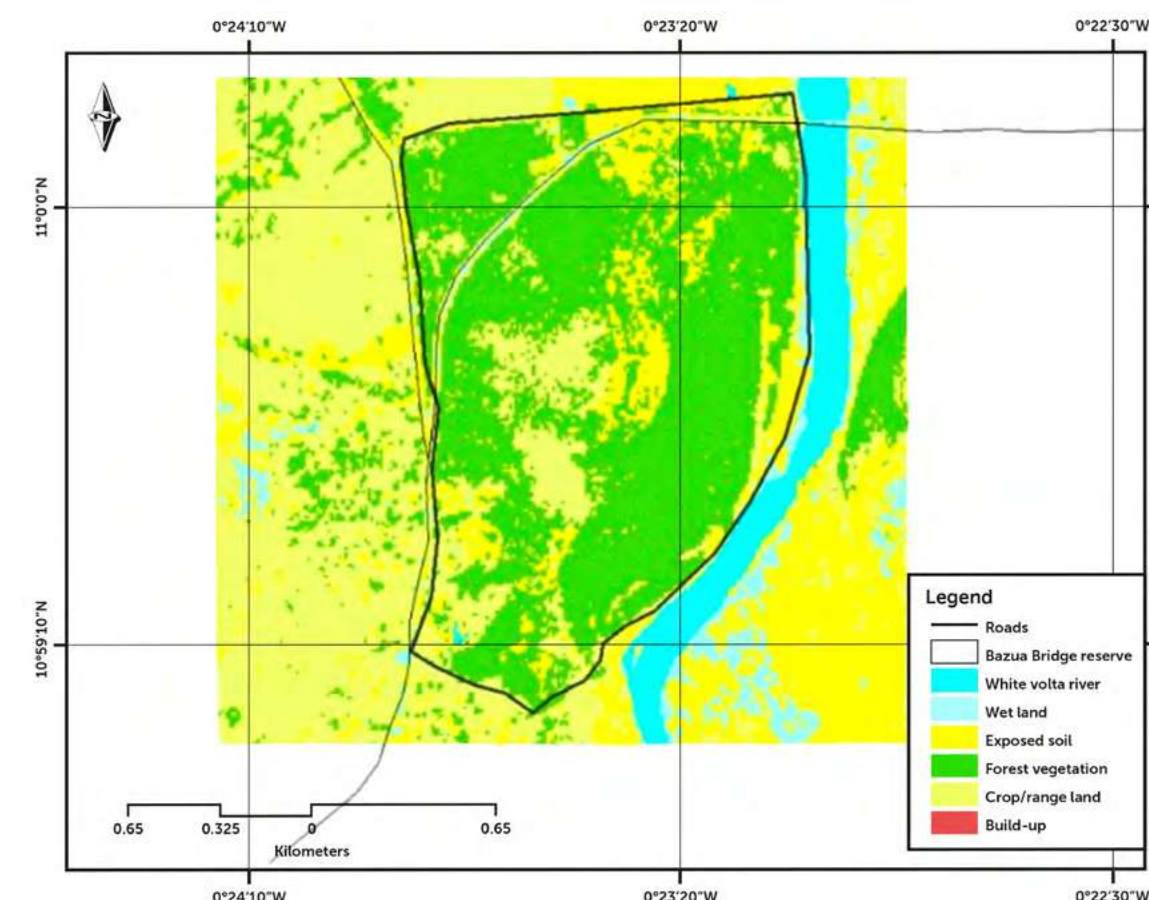 0°24'10"W
0°23'20"W
0°22'30"W
N
11°0'0"N
10°59'10"N
Legend
Roads
Bazua Bridge reserve
White volta river
Wet land
Exposed soil
Forest vegetation
Crop/range land
Build-up
0.65
0.325
0
0.65
Kilometers
0°24'10"W
0°23'20"W
0°22'30"W